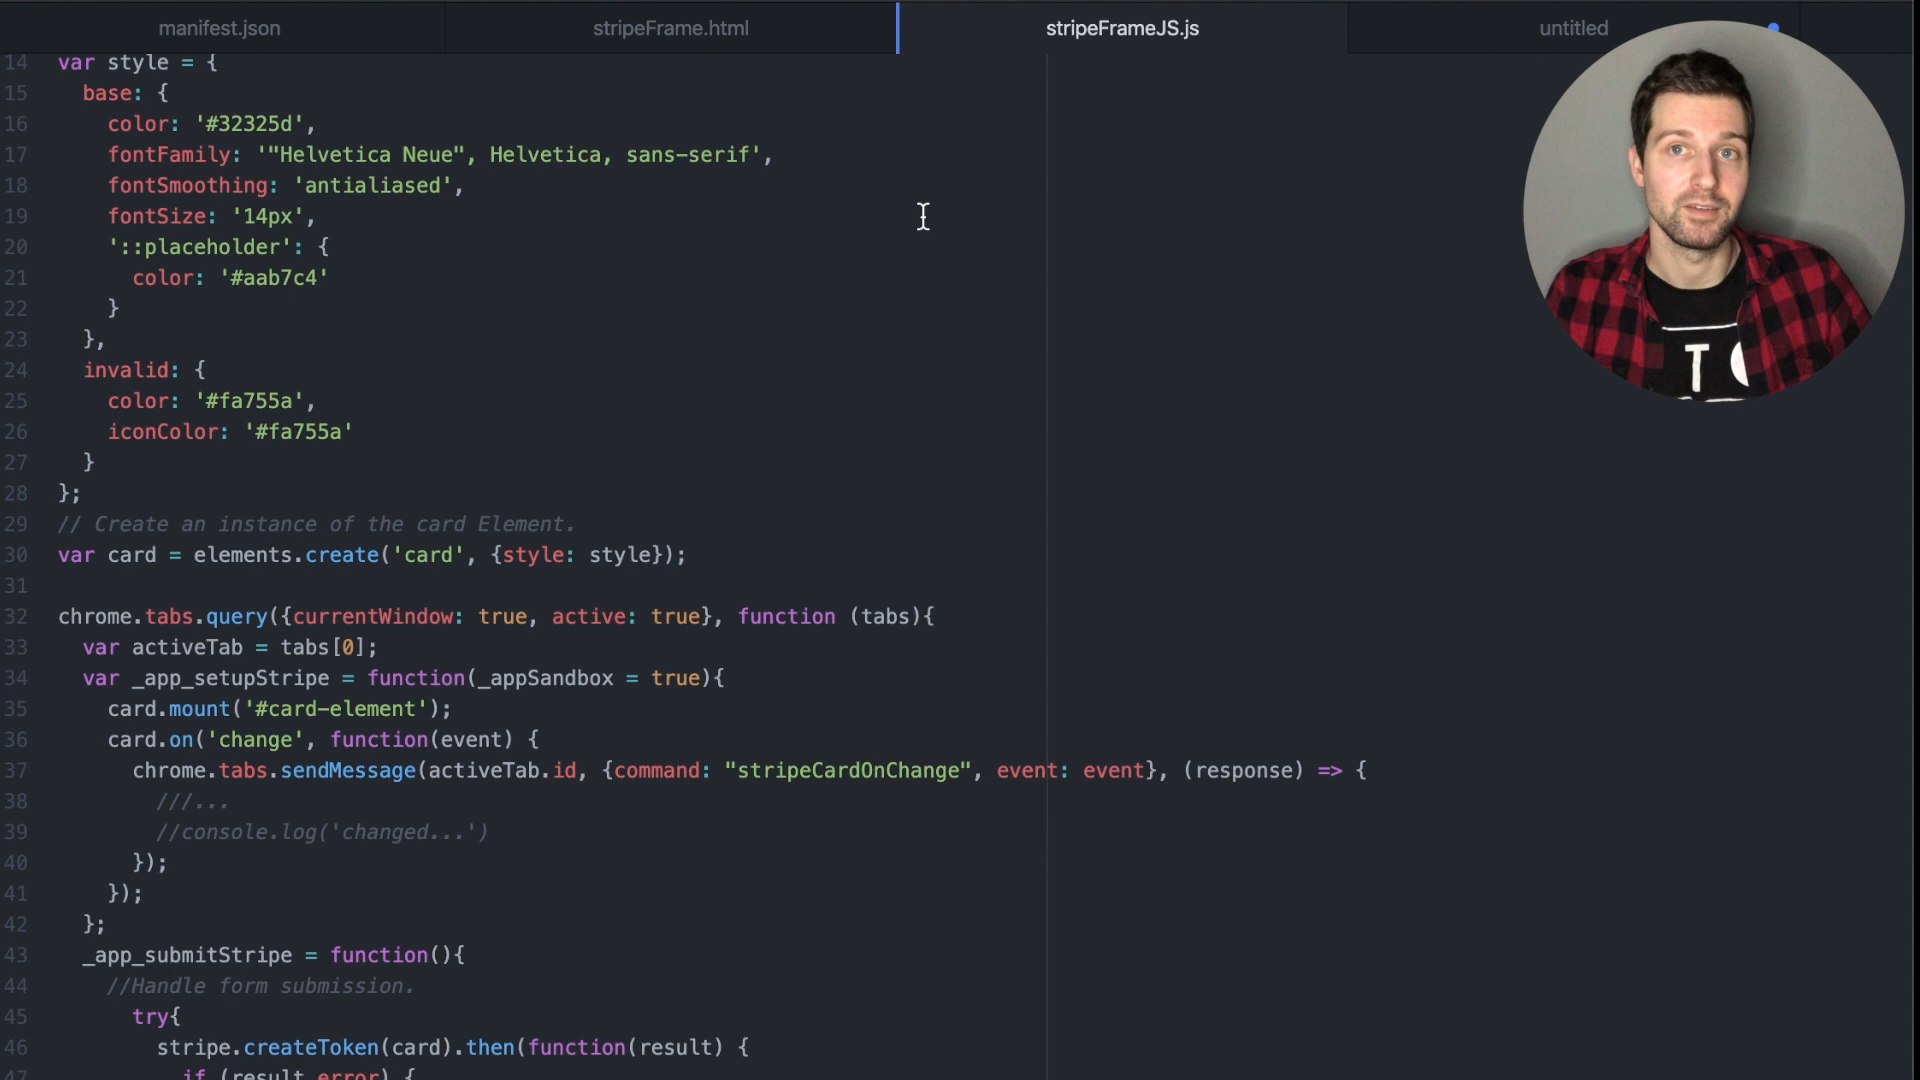 manifest.json
stripeFrame.html
stripeFrameJS.js
untitled
14 var style = {
15 base: {
16 color: '#32325d',
17 fontFamily: '"Helvetica Neue", Helvetica, sans-serif',
18 fontSmoothing: 'antialiased',
19 fontSize: '14px',
20 '::placeholder': {
21 color: '#aab7c4'
22 }
23 },
24 invalid: {
25 color: '#fa755a',
26 iconColor: '#fa755a'
27 }
28 };
29 // Create an instance of the card Element.
30 var card = elements.create('card', {style: style});
31
32 chrome.tabs.query({currentWindow: true, active: true}, function (tabs){
33 var activeTab = tabs[0];
34 var _app_setupStripe = function(_appSandbox = true){
35 card.mount('#card-element');
36 card.on('change', function(event) {
37 chrome.tabs.sendMessage(activeTab.id, {command: "stripeCardOnChange", event: event}, (response) => {
38 ///...
39 //console.log('changed...')
40 });
41 });
42 };
43 _app_submitStripe = function(){
44 //Handle form submission.
45 try{
46 stripe.createToken(card).then(function(result) {
47 if (result.error) {
T